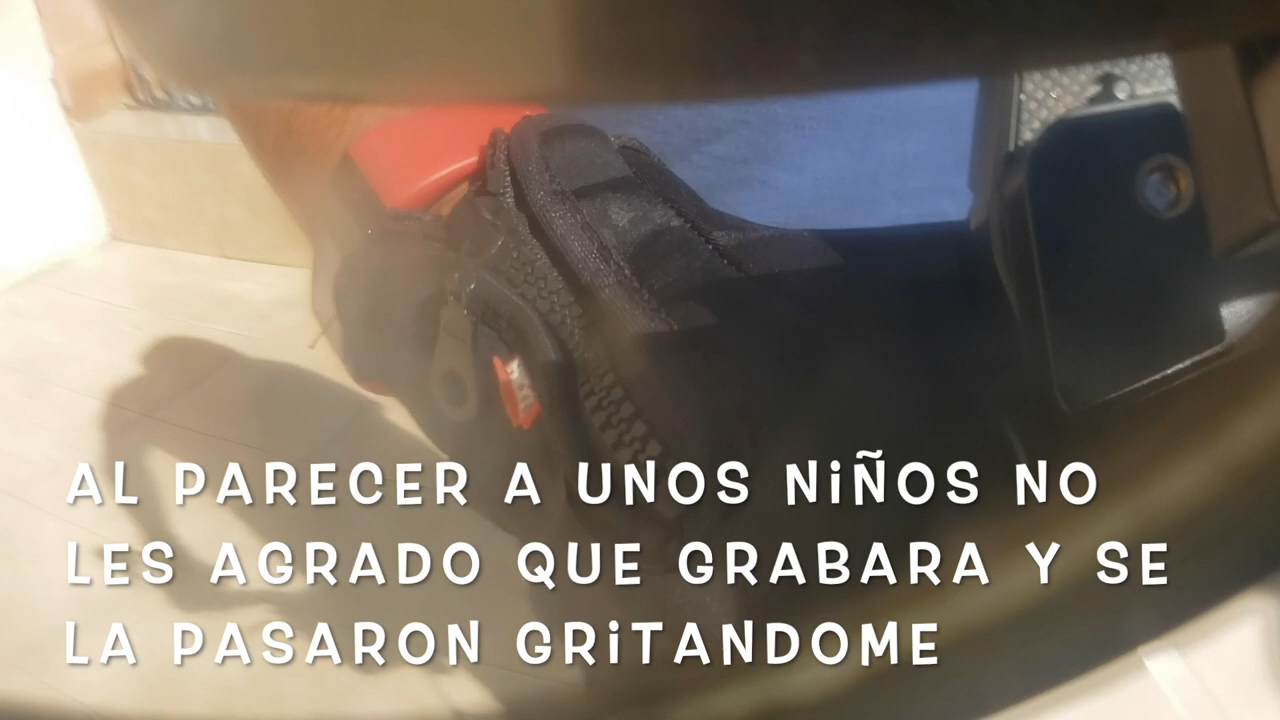 AL PARECER A UNOS NiÑOS NO
LES AGRADO QUE GRABARA Y SE
LA PASARON GRiTANDOME